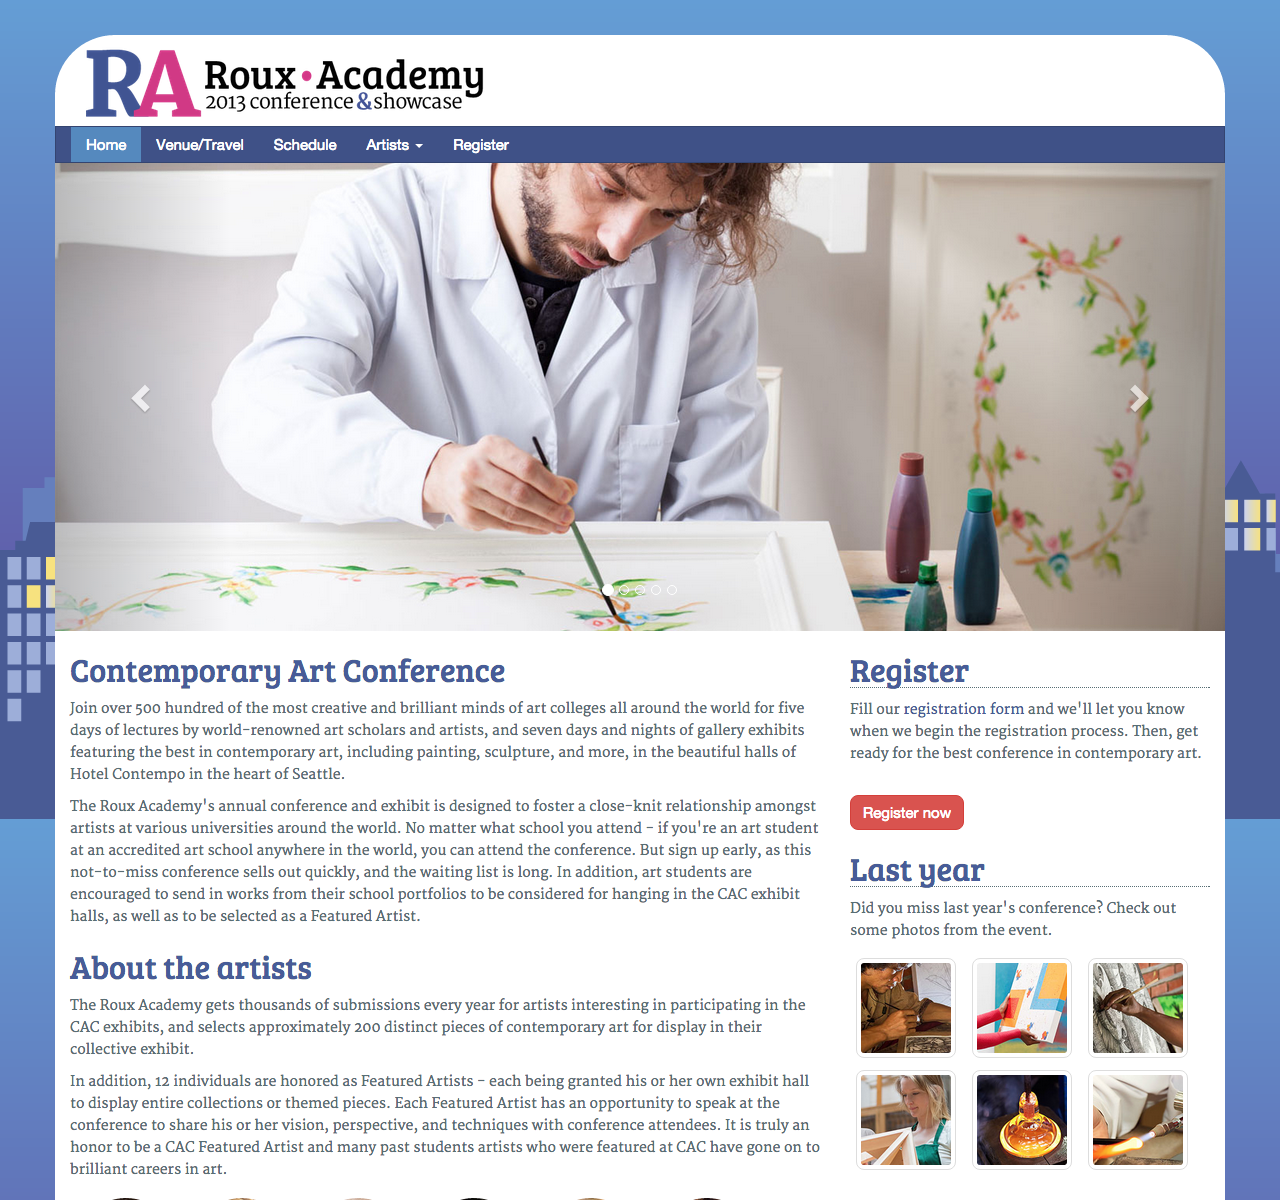 RA Roux•Academy
2013 conference & showcase
Home Venue/Travel Schedule Artists Register
Contemporary Art Conference
Join over 500 hundred of the most creative and brilliant minds of art colleges all around the world for five
days of lectures by world-renowned art scholars and artists, and seven days and nights of gallery exhibits
featuring the best in contemporary art, including painting, sculpture, and more, in the beautiful halls of
Hotel Contempo in the heart of Seattle.
The Roux Academy's annual conference and exhibit is designed to foster a close-knit relationship amongst
artists at various universities around the world. No matter what school you attend – if you're an art student
at an accredited art school anywhere in the world, you can attend the conference. But sign up early, as this
not-to-miss conference sells out quickly, and the waiting list is long. In addition, art students are
encouraged to send in works from their school portfolios to be considered for hanging in the CAC exhibit
halls, as well as to be selected as a Featured Artist.
About the artists
The Roux Academy gets thousands of submissions every year for artists interesting in participating in the
CAC exhibits, and selects approximately 200 distinct pieces of contemporary art for display in their
collective exhibit.
In addition, 12 individuals are honored as Featured Artists – each being granted his or her own exhibit hall
to display entire collections or themed pieces. Each Featured Artist has an opportunity to speak at the
conference to share his or her vision, perspective, and techniques with conference attendees. It is truly an
honor to be a CAC Featured Artist and many past students artists who were featured at CAC have gone on to
brilliant careers in art.
Register
Fill our registration form and we'll let you know
when we begin the registration process. Then, get
ready for the best conference in contemporary art.
Register now
Last year
Did you miss last year's conference? Check out
some photos from the event.